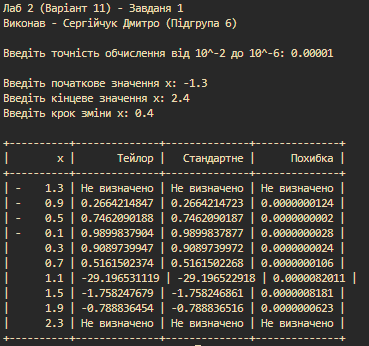 Лаб 2 (Варіант 11) - Завданя 1
Виконав - Сергійчук Дмитро (Підгрупа 6)
Введіть точність обчислення від 10^-2 до 10^-6: 0.00001
Введіть початкове значення x: -1.3
Введіть кінцеве значення x: 2.4
Введіть крок зміни x: 0.4
+----------+---------------+---------------+--------------+
| x | Тейлор | Стандартне | Похибка |
+----------+---------------+---------------+--------------+
| - 1.3 | Не визначено | Не визначено | Не визначено |
| - 0.9 | 0.2664214847 | 0.2664214723 | 0.0000000124 |
| - 0.5 | 0.7462090188 | 0.7462090187 | 0.0000000002 |
| - 0.1 | 0.9899837904 | 0.9899837877 | 0.0000000028 |
| 0.3 | 0.9089739947 | 0.9089739972 | 0.0000000024 |
| 0.7 | 0.5161502374 | 0.5161502268 | 0.0000000106 |
| 1.1 | -29.196531119 | -29.196522918 | 0.0000082011 |
| 1.5 | -1.758247679 | -1.758246861 | 0.0000008181 |
| 1.9 | -0.788836454 | -0.788836516 | 0.0000000623 |
| 2.3 | Не визначено | Не визначено | Не визначено |
+----------+---------------+---------------+--------------+